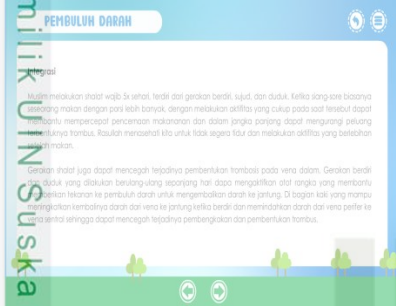 PEMBULUH DARAH
Integrasi
Muslim melakukan shalat wajib 5x sehari, terdiri dari gerakan berdiri, sujud, dan duduk. Ketika siang-sore biasanya
seseorang makan dengan porsi lebih banyak, dengan melakukan aktifitas yang cukup pada saat tersebut dapat
membantu mempercepat pencernaan makananan dan dalam jangka panjang dapat mengurangi peluang
terbentuknya trombus. Rasullah menasehati kita untuk tidak segera tidur dan melakukan aktifitas yang berlebihan
setelah makan.
Gerakan shalat juga dapat mencegah terjadinya pembentukan trombosis pada vena dalam. Gerakan berdiri
dan duduk yang dilakukan berulang-ulang sepanjang hari dapa mengaktifkan otot rangka yang membantu
memberikan tekanan ke pembuluh darah untuk mengembalikan darah ke jantung. Di bagian kaki yang mampu
meningkatkan kembalinya darah dari vena ke jantung ketika berdiri dan memindahkan darah dari vena perifer ke
vena sentral sehingga dapat mencegah terjadinya pembengkakan dan pembentukan trombus.
milik UIN Suska